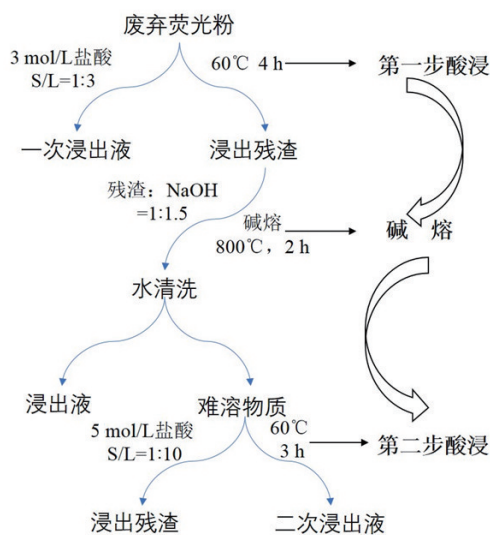 废弃荧光粉
3 mol/L盐酸
S/L=1:3
60℃ 4 h
第一步酸浸
一次浸出液
浸出残渣
残渣：NaOH
=1:1.5
碱熔
800℃，2 h
碱 熔
水清洗
浸出液
难溶物质
5 mol/L盐酸
S/L=1:10
60℃
3 h
第二步酸浸
浸出残渣
二次浸出液